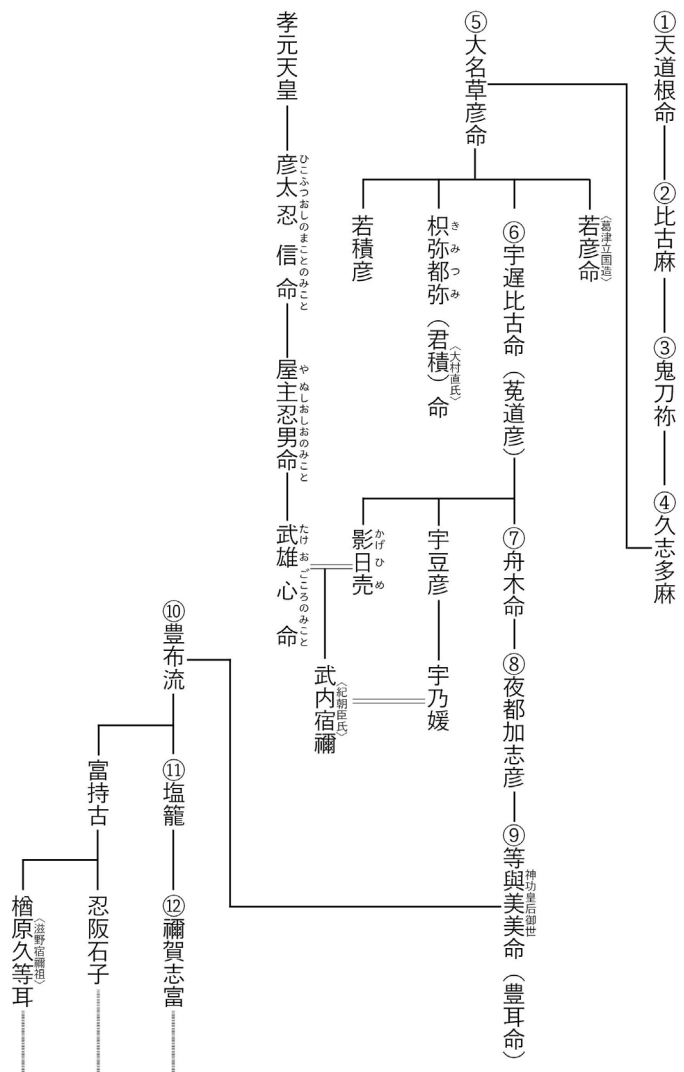 ①天道根命
②比古麻
③鬼刀祢
④久志多麻
⑤大名草彦命
若彦命
〈葛津立国造〉
⑥宇遅比古命（菟道彦）
枳弥都弥（君積）命
きみつみ
〈大村直氏〉
若積彦
⑦舟木命
宇豆彦
影日売
かげひめ
⑧夜都加志彦
宇乃媛
⑨等與美美命（豊耳命）
神功皇后御世
孝元天皇
彦太忍信命
ひこふつおしのまことのみこと
屋主忍男命
やぬしおしおのみこと
武雄心命
たけおごころのみこと
武内宿禰
〈紀朝臣氏〉
⑩豊布流
⑪塩籠
富持古
⑫禰賀志富
忍阪石子
楢原久等耳
〈滋野宿禰祖〉